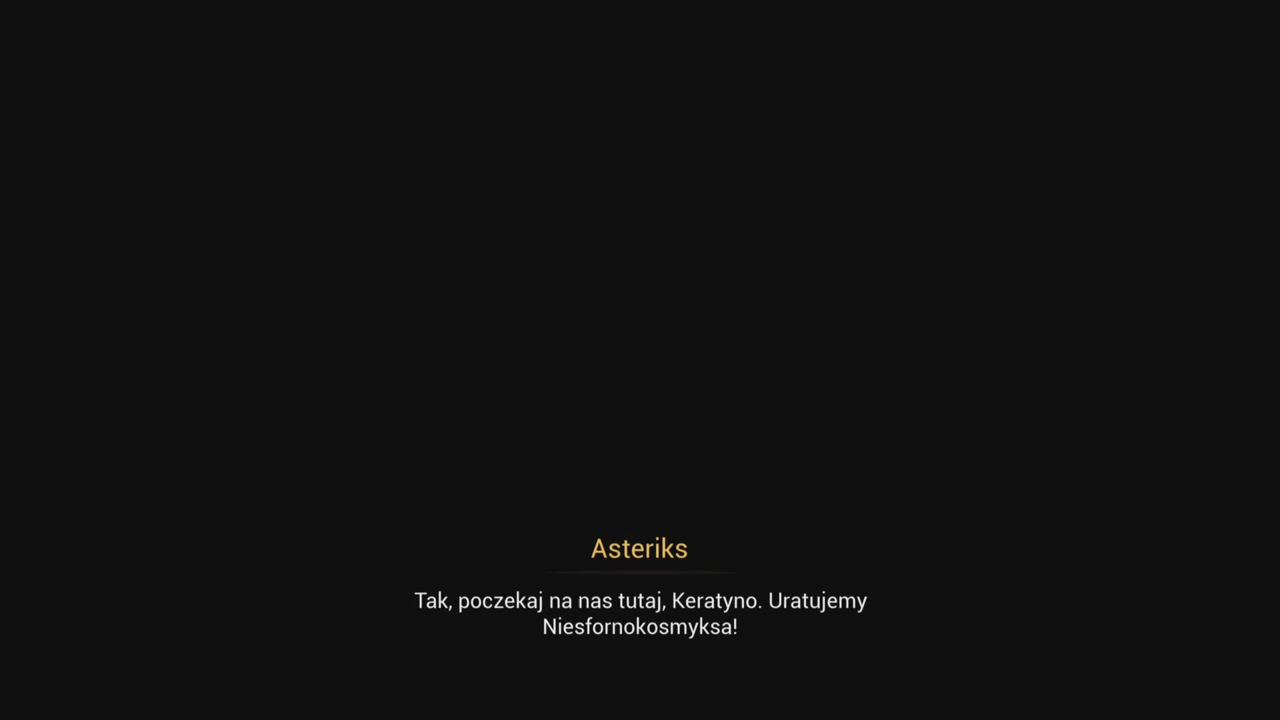 Asteriks
Tak, poczekaj na nas tutaj, Keratyno. Uratujemy
Niesfornokosmyksa!